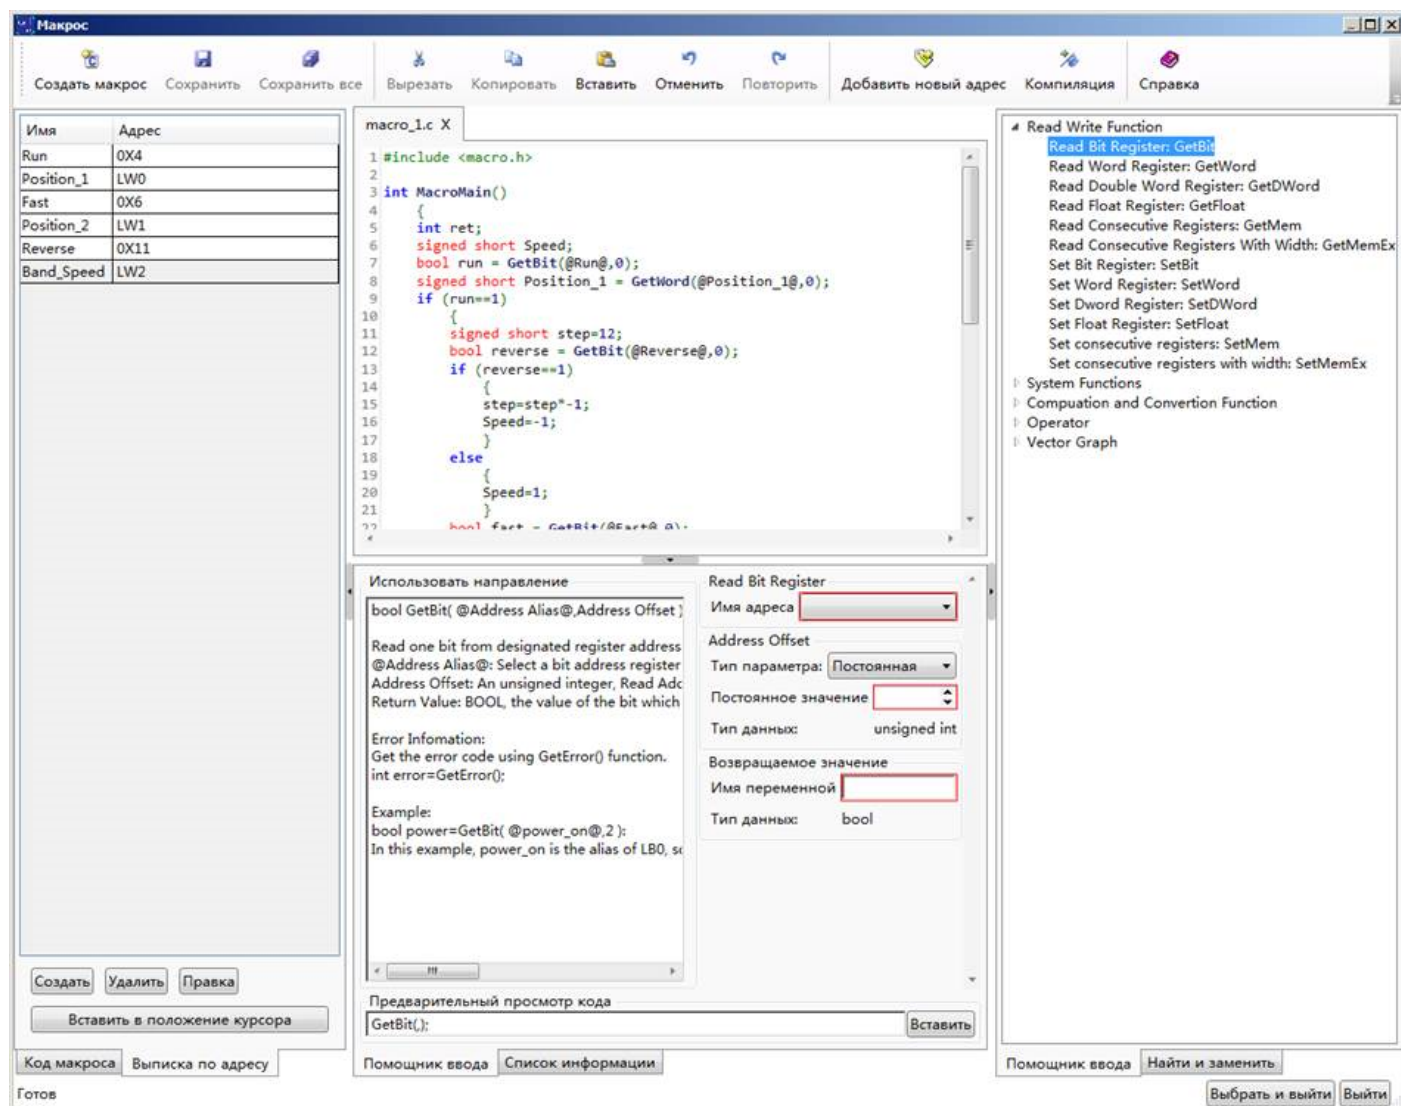 Макрос
Создать макрос Сохранить Сохранить все Вырезать Копировать Вставить Отменить Повторить Добавить новый адрес Компиляция Справка
Имя Адрес
Run 0X4
Position_1 LW0
Fast 0X6
Position_2 LW1
Reverse 0X11
Band_Speed LW2
Создать Удалить Правка
Вставить в положение курсора
Код макроса Выписка по адресу
Готов
macro_1.c X
1 #include <macro.h>
2
3 int MacroMain()
4 {
5 int ret;
6 signed short Speed;
7 bool run = GetBit(@Run@,0);
8 signed short Position_1 = GetWord(@Position_1@,0);
9 if (run==1)
10 {
11 signed short step=12;
12 bool reverse = GetBit(@Reverse@,0);
13 if (reverse==1)
14 {
15 step=step*-1;
16 Speed=-1;
17 }
18 else
19 {
20 Speed=1;
21 }
22 bool fast = GetBit(@Fast@,0);
Использовать направление
bool GetBit( @Address Alias@,Address Offset )
Read one bit from designated register address
@Address Alias@: Select a bit address register
Address Offset: An unsigned integer, Read Adc
Return Value: BOOL, the value of the bit which
Error Infomation:
Get the error code using GetError() function.
int error=GetError();
Example:
bool power=GetBit( @power_on@,2 ):
In this example, power_on is the alias of LB0, sc
Read Bit Register
Имя адреса
Address Offset
Тип параметра: Постоянная
Постоянное значение
Тип данных: unsigned int
Возвращаемое значение
Имя переменной
Тип данных: bool
Предварительный просмотр кода
GetBit(,); Вставить
Помощник ввода Список информации
Read Write Function
Read Bit Register: GetBit
Read Word Register: GetWord
Read Double Word Register: GetDWord
Read Float Register: GetFloat
Read Consecutive Registers: GetMem
Read Consecutive Registers With Width: GetMemEx
Set Bit Register: SetBit
Set Word Register: SetWord
Set Dword Register: SetDWord
Set Float Register: SetFloat
Set consecutive registers: SetMem
Set consecutive registers with width: SetMemEx
System Functions
Compuation and Convertion Function
Operator
Vector Graph
Помощник ввода Найти и заменить
Выбрать и выйти Выйти